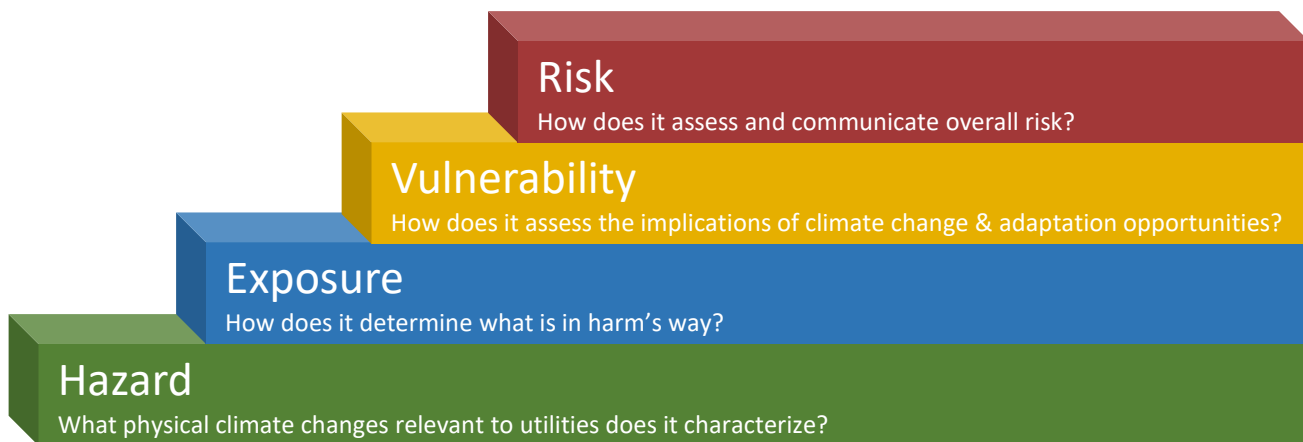 Risk
How does it assess and communicate overall risk?
Vulnerability
How does it assess the implications of climate change & adaptation opportunities?
Exposure
How does it determine what is in harm’s way?
Hazard
What physical climate changes relevant to utilities does it characterize?